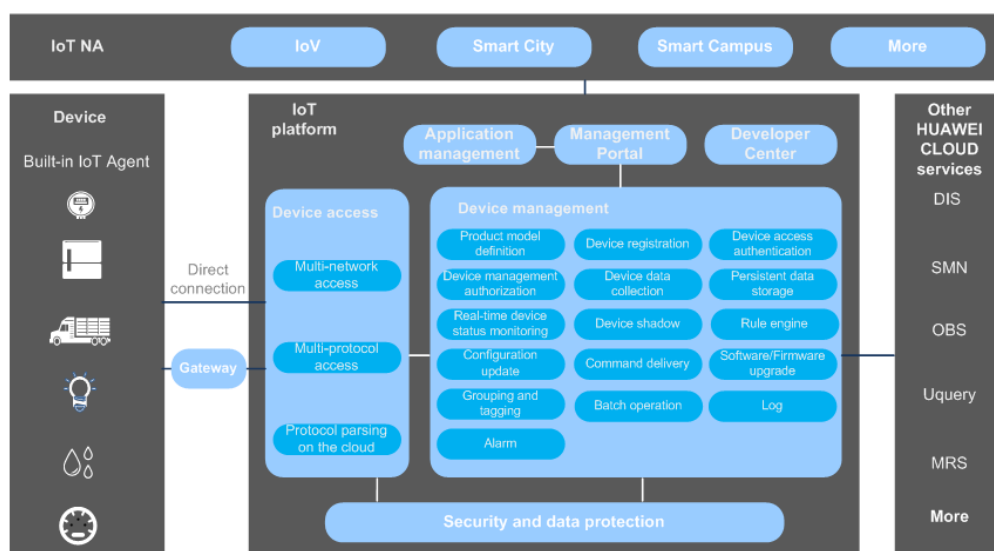 IoT NA
IoV
Smart City
Smart Campus
More
Device
Built-in IoT Agent
Direct
connection
Gateway
IoT
platform
Application
management
Management
Portal
Developer
Center
Device access
Multi-network
access
Multi-protocol
access
Protocol parsing
on the cloud
Device management
Product model
definition
Device registration
Device access
authentication
Device management
authorization
Device data
collection
Persistent data
storage
Real-time device
status monitoring
Device shadow
Rule engine
Configuration
update
Command delivery
Software/Firmware
upgrade
Grouping and
tagging
Batch operation
Log
Alarm
Security and data protection
Other
HUAWEI
CLOUD
services
DIS
SMN
OBS
Uquery
MRS
More